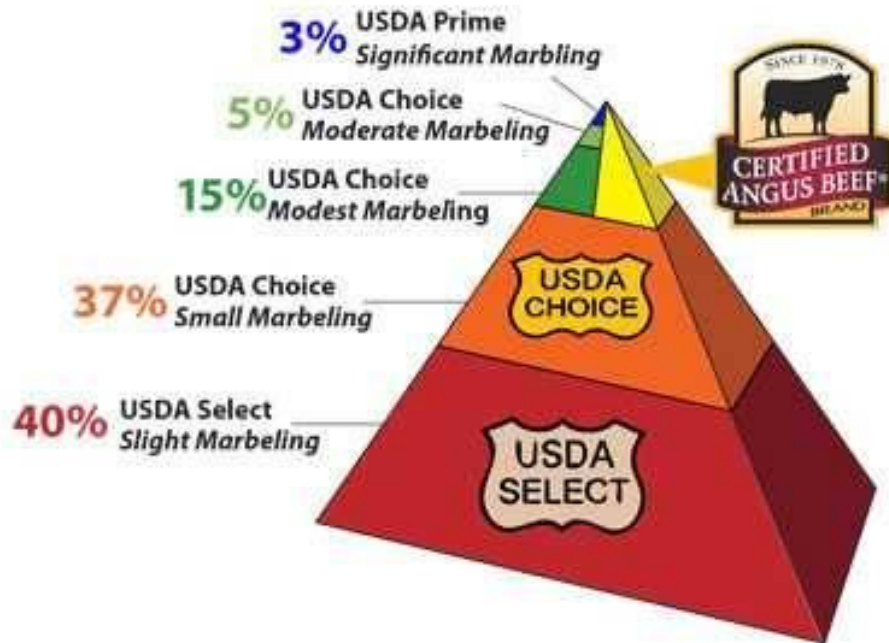 3% USDA Prime
Significant Marbling
5% USDA Choice
Moderate Marbeling
15% USDA Choice
Modest Marbeling
37% USDA Choice
Small Marbeling
40% USDA Select
Slight Marbeling
SINCE 1978
CERTIFIED
ANGUS BEEF®
BRAND
USDA
CHOICE
USDA
SELECT